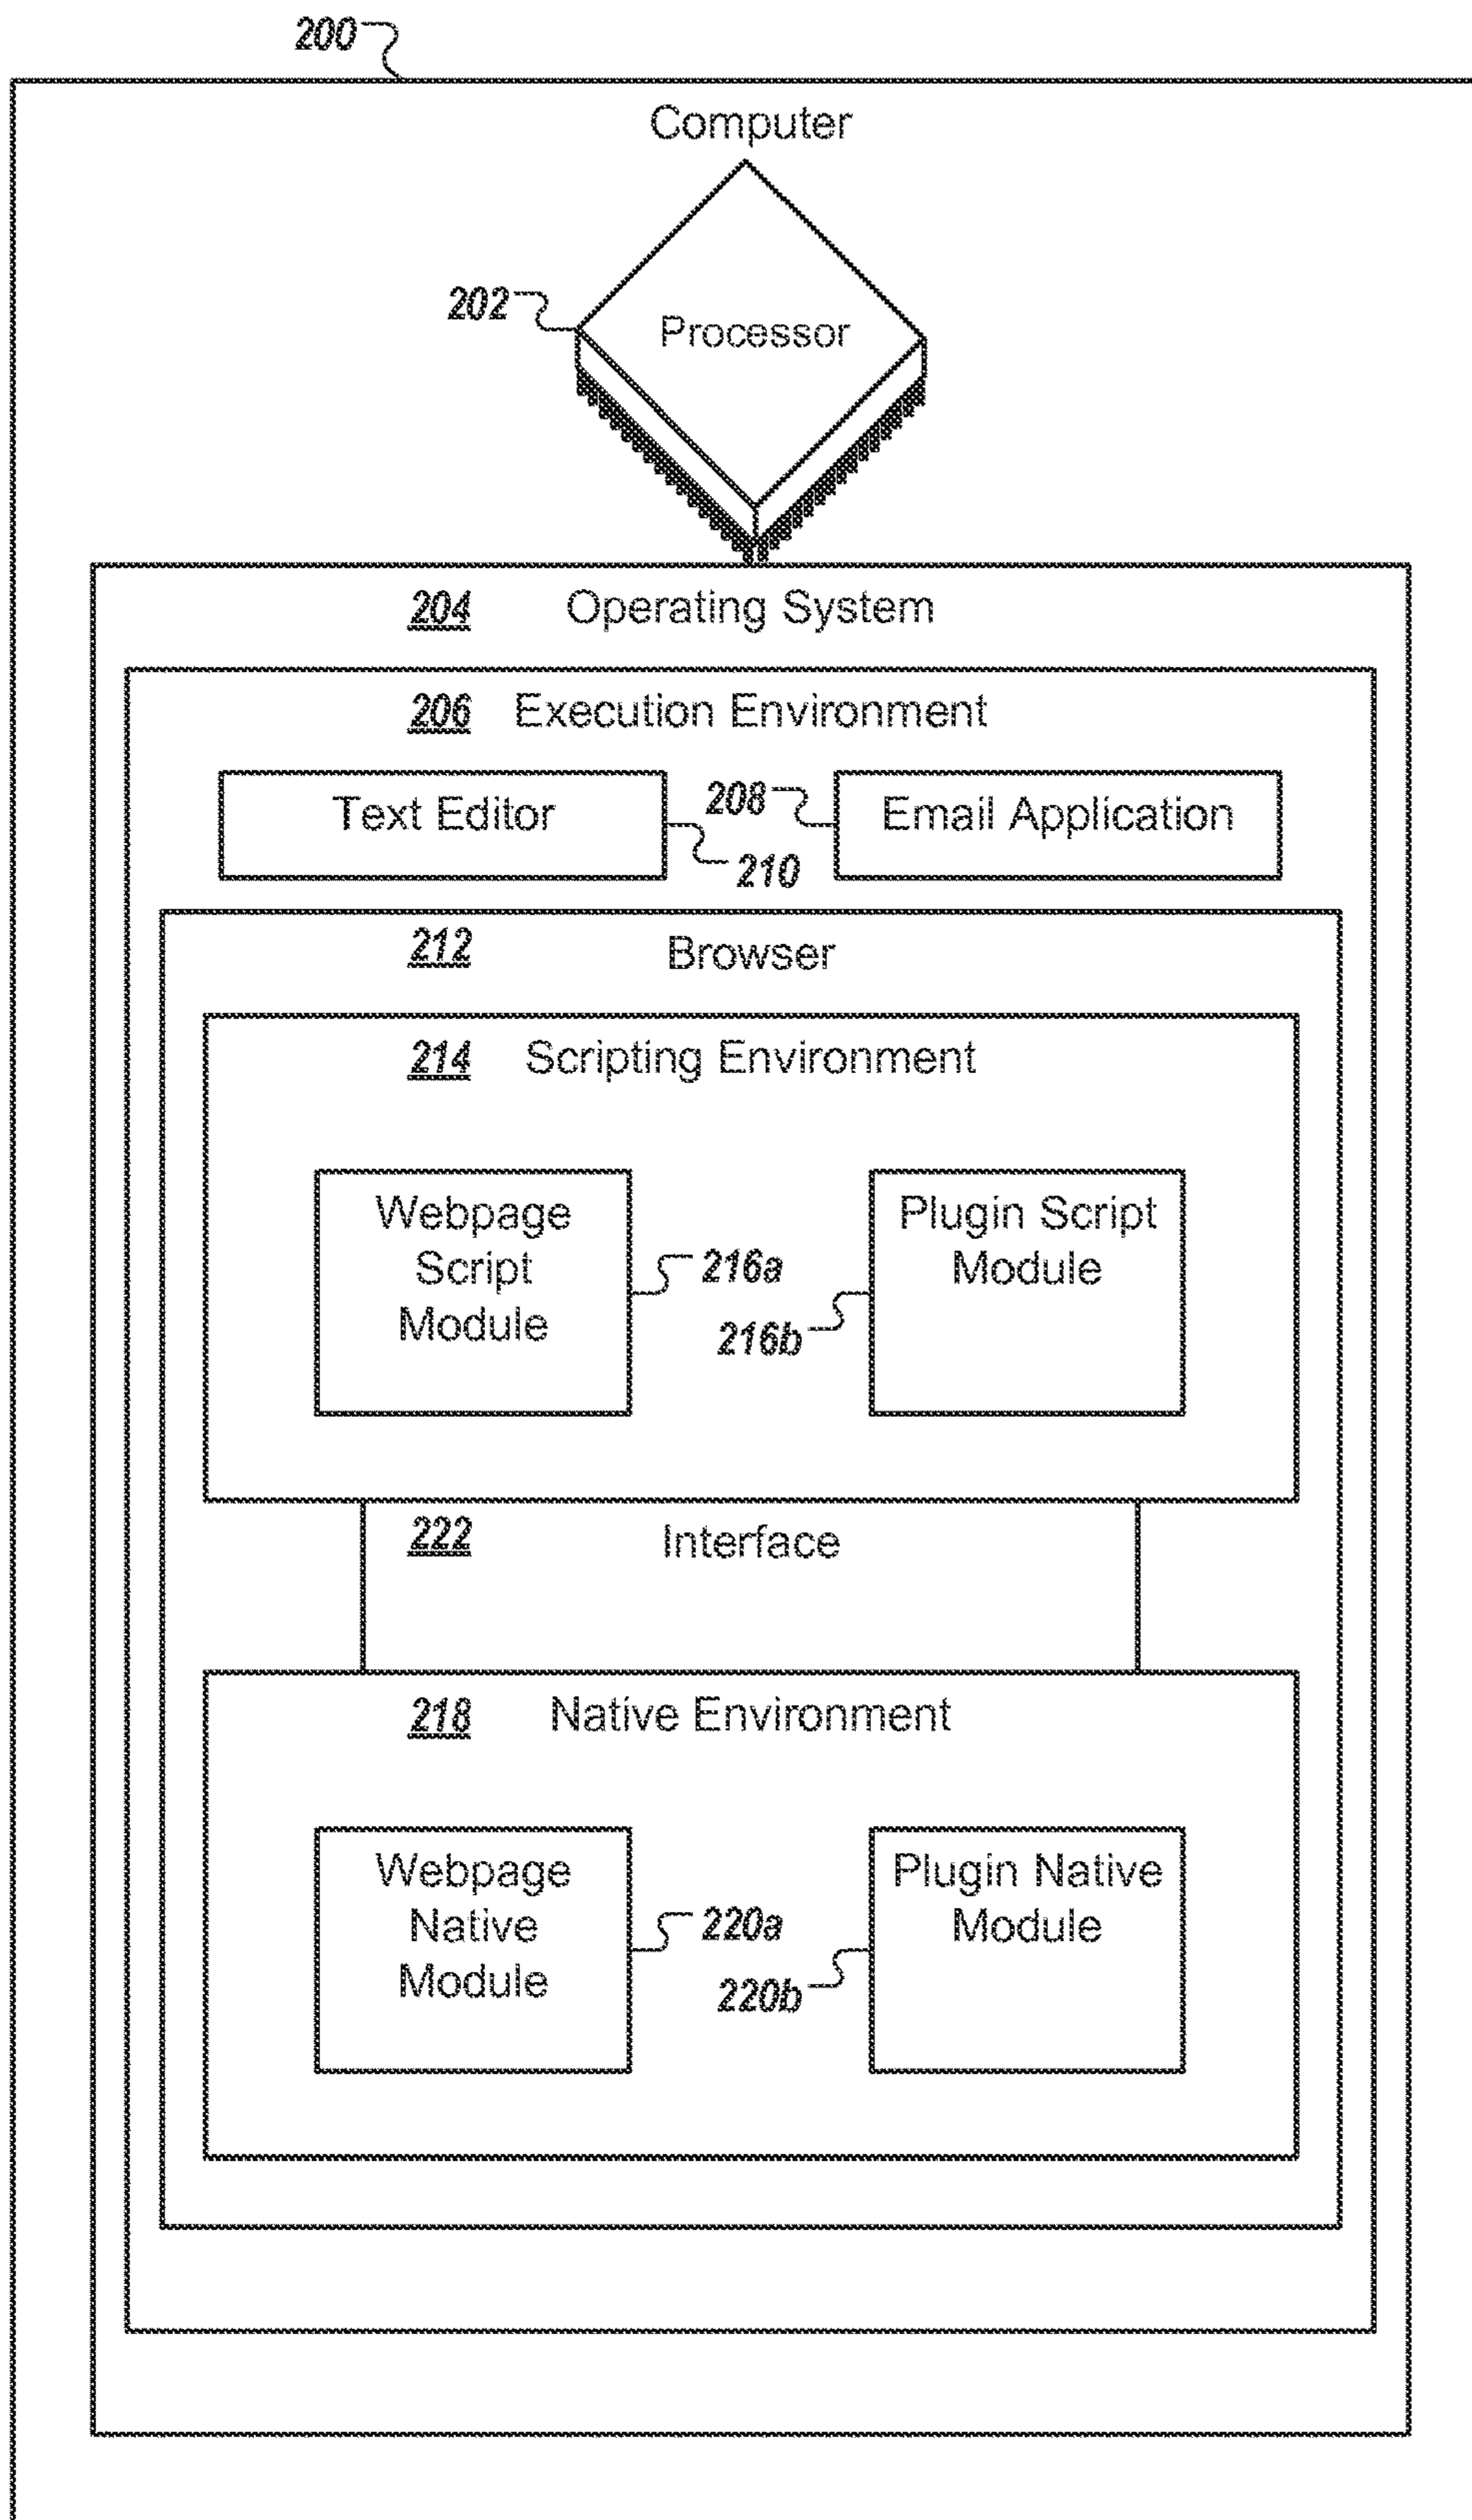 200
Computer
202
Processor
204 Operating System
206 Execution Environment
Text Editor
208
Email Application
210
212 Browser
214 Scripting Environment
Webpage
Script
Module
216a
216b
Plugin Script
Module
222 Interface
218 Native Environment
Webpage
Native
Module
220a
220b
Plugin Native
Module